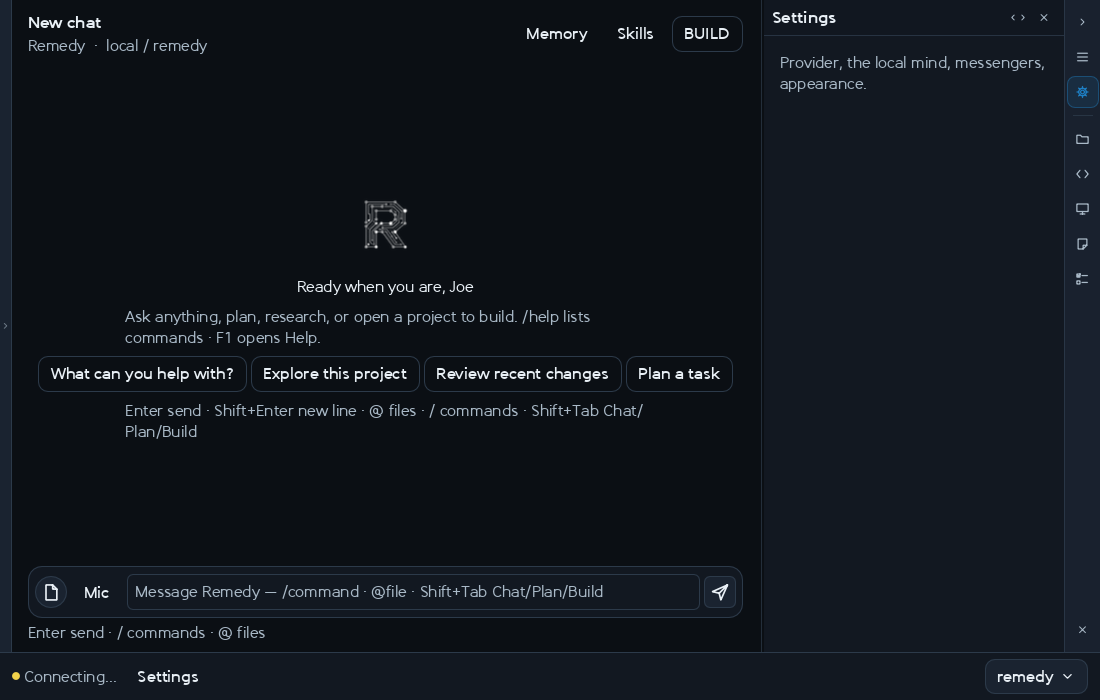 New chat
Remedy · local / remedy
Memory
Skills
BUILD
Settings
Provider, the local mind, messengers,
appearance.
R
Ready when you are, Joe
Ask anything, plan, research, or open a project to build. /help lists
commands · F1 opens Help.
What can you help with?
Explore this project
Review recent changes
Plan a task
Enter send · Shift+Enter new line · @ files · / commands · Shift+Tab Chat/
Plan/Build
Mic
Message Remedy — /command · @file · Shift+Tab Chat/Plan/Build
Enter send · / commands · @ files
Connecting...
Settings
remedy